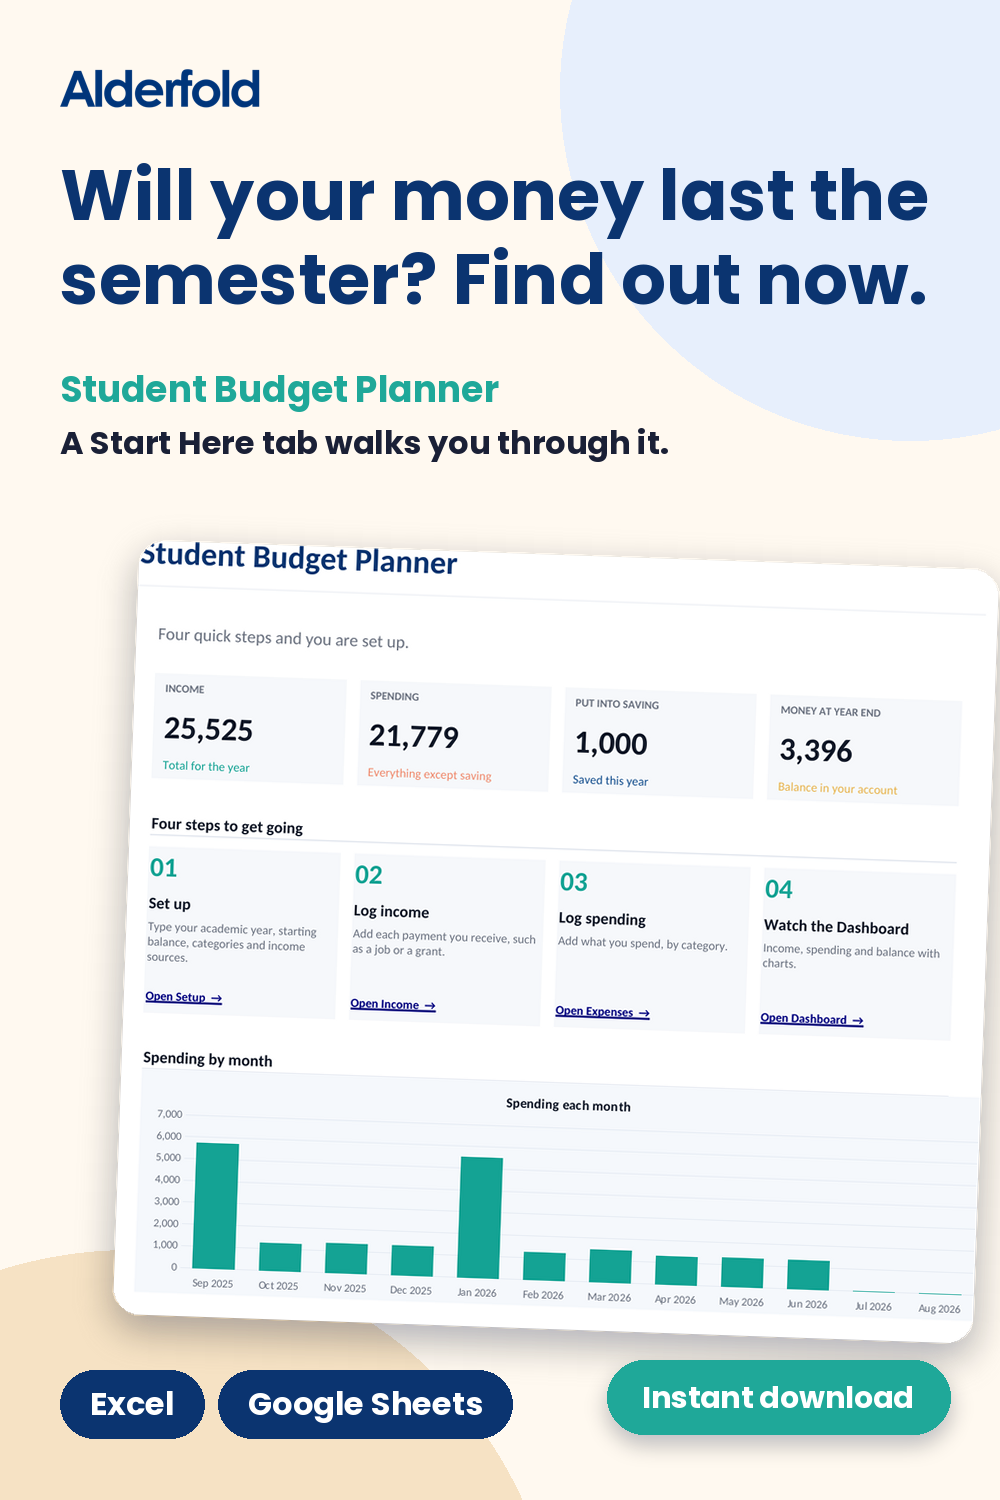 Alderfold
Will your money last the
semester? Find out now.
Student Budget Planner
A Start Here tab walks you through it.
Student Budget Planner
Four quick steps and you are set up.
INCOME
25,525
Total for the year
SPENDING
21,779
Everything except saving
PUT INTO SAVING
1,000
Saved this year
MONEY AT YEAR END
3,396
Balance in your account
Four steps to get going
01
Set up
Type your academic year, starting
balance, categories and income
sources.
Open Setup →
02
Log income
Add each payment you receive, such
as a job or a grant.
Open Income →
03
Log spending
Add what you spend, by category.
Open Expenses →
04
Watch the Dashboard
Income, spending and balance with
charts.
Open Dashboard →
Spending by month
Spending each month
7,000
6,000
5,000
4,000
3,000
2,000
1,000
0
Sep 2025 Oct 2025 Nov 2025 Dec 2025 Jan 2026 Feb 2026 Mar 2026 Apr 2026 May 2026 Jun 2026 Jul 2026 Aug 2026
Excel
Google Sheets
Instant download